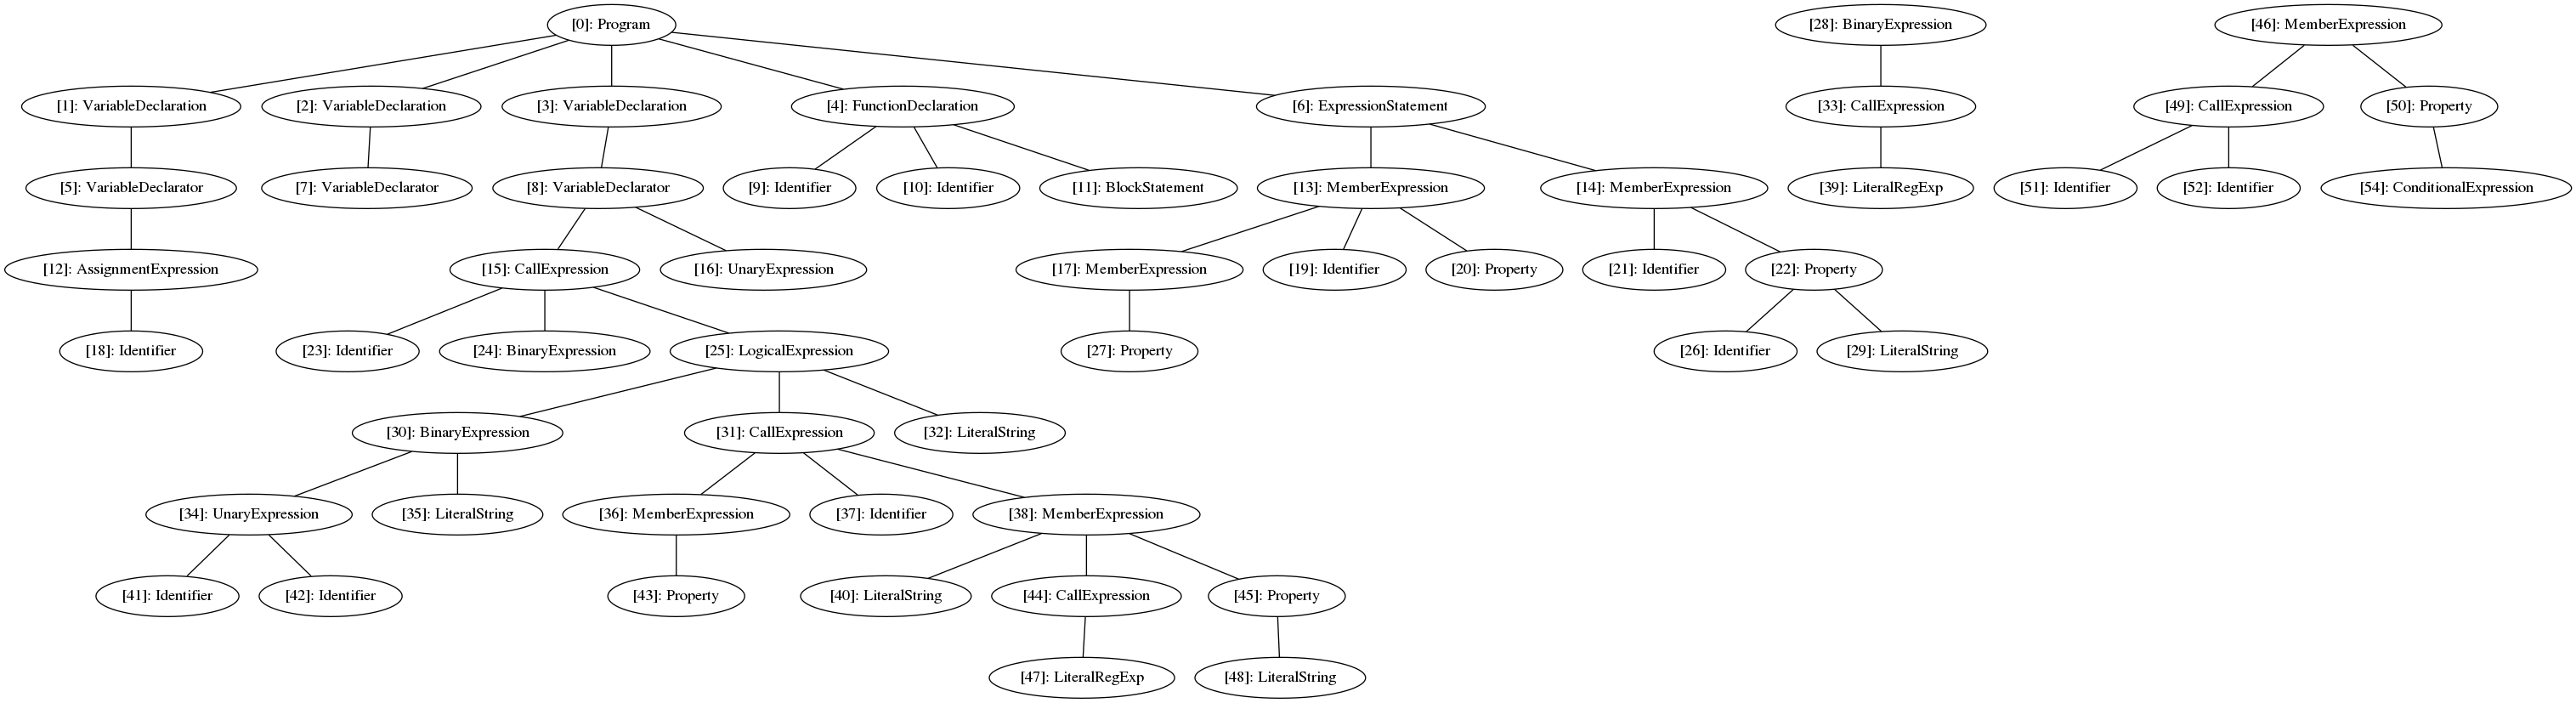 [0]: Program
[28]: BinaryExpression
[46]: MemberExpression
[1]: VariableDeclaration
[2]: VariableDeclaration
[3]: VariableDeclaration
[4]: FunctionDeclaration
[6]: ExpressionStatement
[33]: CallExpression
[49]: CallExpression
[50]: Property
[5]: VariableDeclarator
[7]: VariableDeclarator
[8]: VariableDeclarator
[9]: Identifier
[10]: Identifier
[11]: BlockStatement
[13]: MemberExpression
[14]: MemberExpression
[39]: LiteralRegExp
[51]: Identifier
[52]: Identifier
[54]: ConditionalExpression
[12]: AssignmentExpression
[15]: CallExpression
[16]: UnaryExpression
[17]: MemberExpression
[19]: Identifier
[20]: Property
[21]: Identifier
[22]: Property
[18]: Identifier
[23]: Identifier
[24]: BinaryExpression
[25]: LogicalExpression
[27]: Property
[26]: Identifier
[29]: LiteralString
[30]: BinaryExpression
[31]: CallExpression
[32]: LiteralString
[34]: UnaryExpression
[35]: LiteralString
[36]: MemberExpression
[37]: Identifier
[38]: MemberExpression
[41]: Identifier
[42]: Identifier
[43]: Property
[40]: LiteralString
[44]: CallExpression
[45]: Property
[47]: LiteralRegExp
[48]: LiteralString